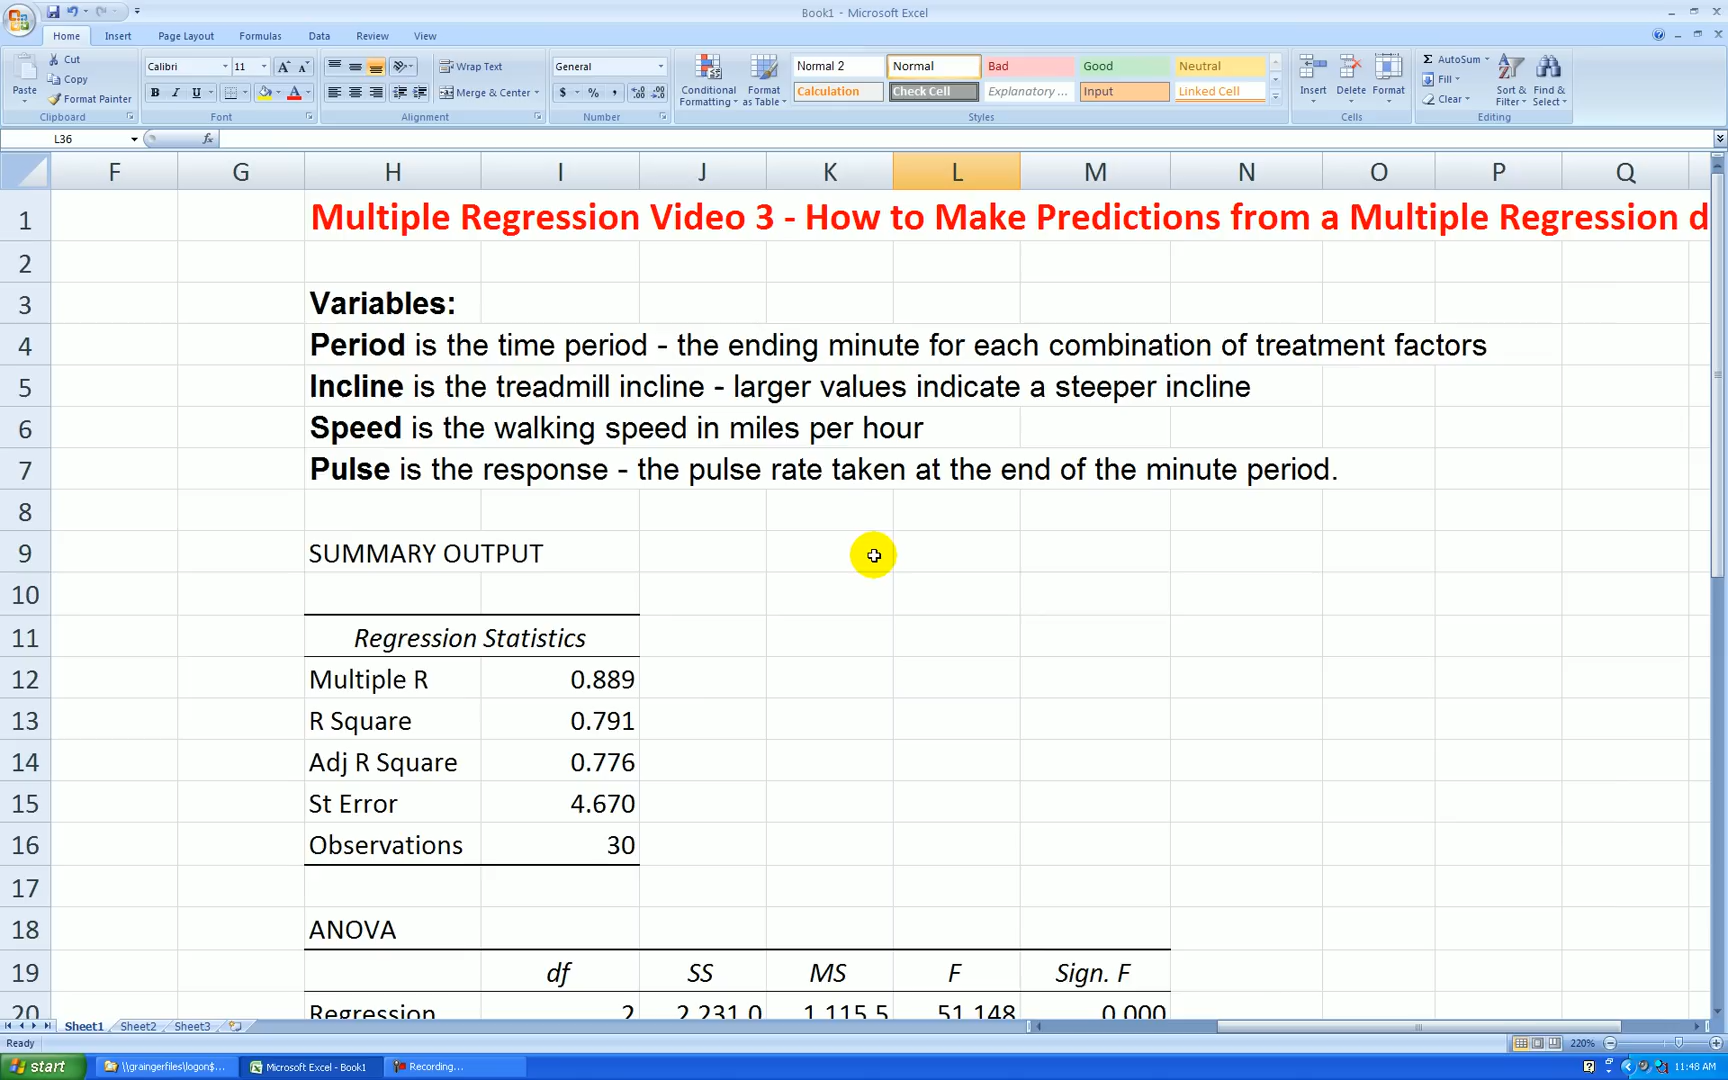 Book1 - Microsoft Excel
Home Insert Page Layout Formulas Data Review View
Paste
Cut
Copy
Format Painter
Clipboard
Calibri 11 A A
B I U A
Font
Wrap Text
Merge & Center
Alignment
General
$ % ,
Number
Conditional Formatting
Format as Table
Normal 2 Normal Bad Good Neutral
Calculation Check Cell Explanatory ... Input Linked Cell
Styles
Insert Delete Format
Cells
Σ AutoSum
Fill
Clear
Sort & Filter
Find & Select
Editing
L36 fx
F G H I J K L M N O P Q
1 Multiple Regression Video 3 - How to Make Predictions from a Multiple Regression d
2
3 Variables:
4 Period is the time period - the ending minute for each combination of treatment factors
5 Incline is the treadmill incline - larger values indicate a steeper incline
6 Speed is the walking speed in miles per hour
7 Pulse is the response - the pulse rate taken at the end of the minute period.
8
9 SUMMARY OUTPUT
10
11 Regression Statistics
12 Multiple R 0.889
13 R Square 0.791
14 Adj R Square 0.776
15 St Error 4.670
16 Observations 30
17
18 ANOVA
19 df SS MS F Sign. F
20 Regression 2 2,231.0 1,115.5 51.148 0.000
Sheet1 Sheet2 Sheet3
Ready 220%
start \\graingerfiles\logon$... Microsoft Excel - Book1 Recording... 11:48 AM